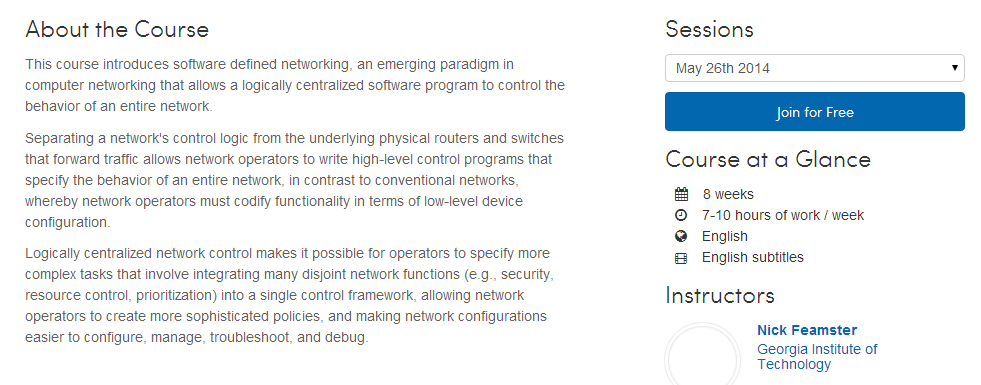 About the Course
This course introduces software defined networking, an emerging paradigm in
computer networking that allows a logically centralized software program to control the
behavior of an entire network.
Separating a network's control logic from the underlying physical routers and switches
that forward traffic allows network operators to write high-level control programs that
specify the behavior of an entire network, in contrast to conventional networks,
whereby network operators must codify functionality in terms of low-level device
configuration.
Logically centralized network control makes it possible for operators to specify more
complex tasks that involve integrating many disjoint network functions (e.g., security,
resource control, prioritization) into a single control framework, allowing network
operators to create more sophisticated policies, and making network configurations
easier to configure, manage, troubleshoot, and debug.
Sessions
May 26th 2014
Join for Free
Course at a Glance
8 weeks
7-10 hours of work / week
English
English subtitles
Instructors
Nick Feamster
Georgia Institute of
Technology